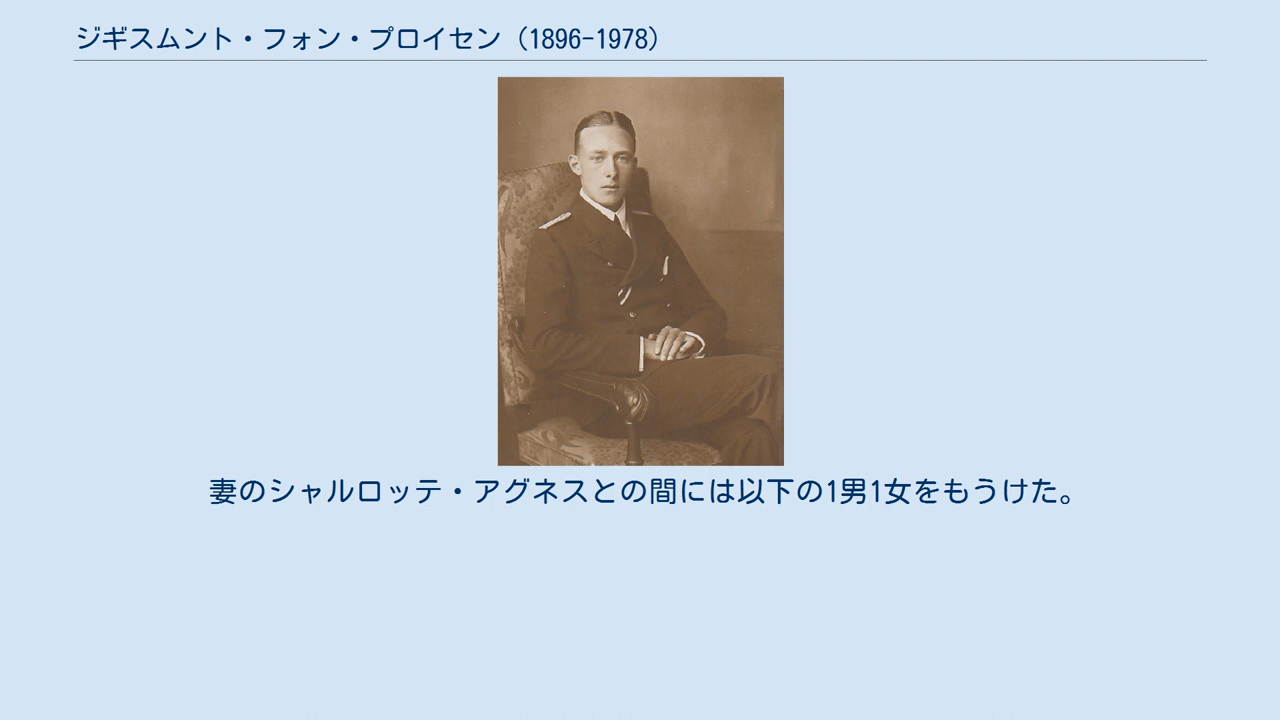 ジギスムント・フォン・プロイセン（1896-1978）
妻のシャルロッテ・アグネスとの間には以下の1男1女をもうけた。